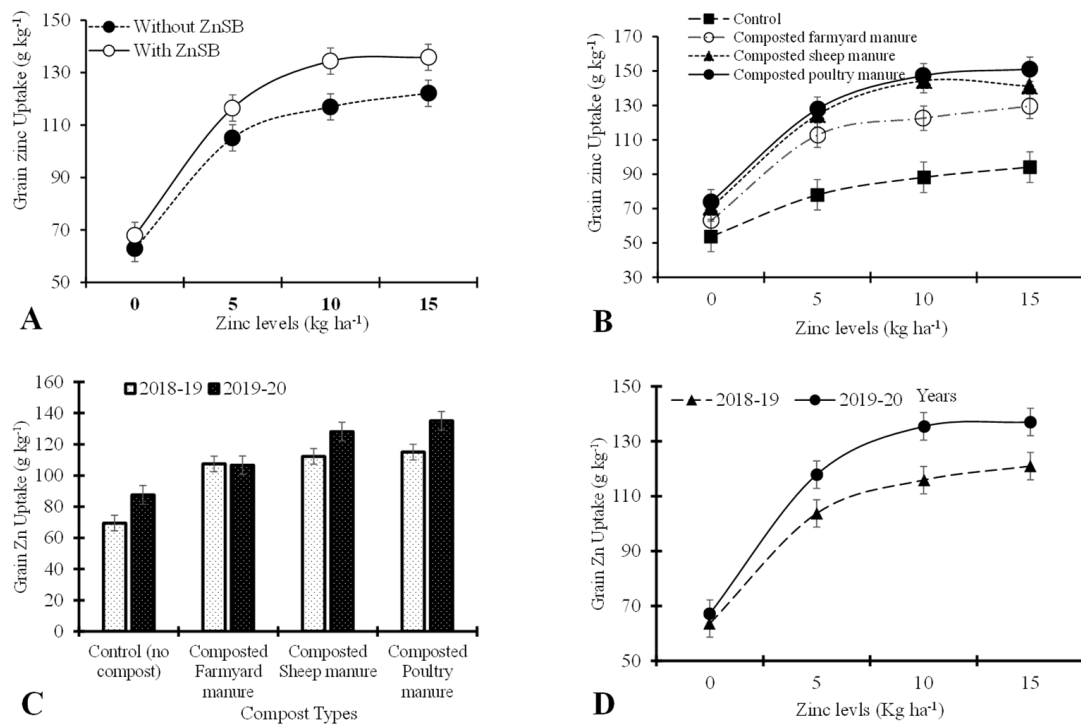 Without ZnSB
With ZnSB
Grain zinc Uptake (g kg-1)
150
130
110
90
70
50
0 5 10 15
Zinc levels (kg ha-1)
A
Control
Composted farmyard manure
Composted sheep manure
Composted poultry manure
Grain zinc Uptake (g kg-1)
170
150
130
110
90
70
50
30
0 5 10 15
Zinc levels (kg ha-1)
B
2018-19 2019-20
Grain Zn Uptake (g kg-1)
160
140
120
100
80
60
40
20
0
Control (no compost)
Composted Farmyard manure
Composted Sheep manure
Composted Poultry manure
Compost Types
C
2018-19 2019-20 Years
Grain Zn Uptake (g kg-1)
150
130
110
90
70
50
0 5 10 15
Zinc levls (Kg ha-1)
D